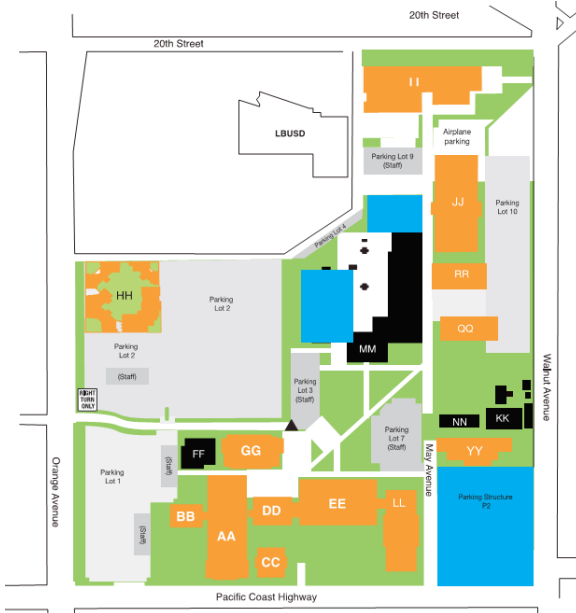 20th Street
20th Street
II
LBUSD
Airplane
parking
Parking Lot 9
(Staff)
JJ
Parking
Lot 10
Parking Lot 4
RR
HH
Parking
Lot 2
QQ
Parking
Lot 2
(Staff)
MM
Parking
Lot 3
(Staff)
RIGHT
TURN
ONLY
Walnut Avenue
NN
KK
Parking
Lot 7
(Staff)
FF
GG
YY
May Avenue
Orange Avenue
Parking
Lot 1
(Staff)
(Staff)
BB
AA
DD
EE
LL
CC
Parking Structure
P2
Pacific Coast Highway